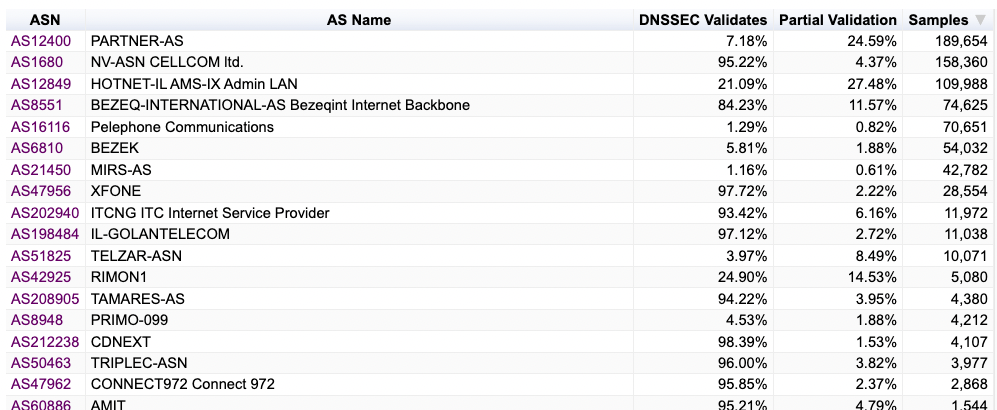 ASN AS Name DNSSEC Validates Partial Validation Samples ▼
AS12400 PARTNER-AS 7.18% 24.59% 189,654
AS1680 NV-ASN CELLCOM ltd. 95.22% 4.37% 158,360
AS12849 HOTNET-IL AMS-IX Admin LAN 21.09% 27.48% 109,988
AS8551 BEZEQ-INTERNATIONAL-AS Bezeqint Internet Backbone 84.23% 11.57% 74,625
AS16116 Pelephone Communications 1.29% 0.82% 70,651
AS6810 BEZEK 5.81% 1.88% 54,032
AS21450 MIRS-AS 1.16% 0.61% 42,782
AS47956 XFONE 97.72% 2.22% 28,554
AS202940 ITCNG ITC Internet Service Provider 93.42% 6.16% 11,972
AS198484 IL-GOLANTELECOM 97.12% 2.72% 11,038
AS51825 TELZAR-ASN 3.97% 8.49% 10,071
AS42925 RIMON1 24.90% 14.53% 5,080
AS208905 TAMARES-AS 94.22% 3.95% 4,380
AS8948 PRIMO-099 4.53% 1.88% 4,212
AS212238 CDNEXT 98.39% 1.53% 4,107
AS50463 TRIPLEC-ASN 96.00% 3.82% 3,977
AS47962 CONNECT972 Connect 972 95.85% 2.37% 2,868
AS60886 AMIT 95.21% 4.79% 1,544